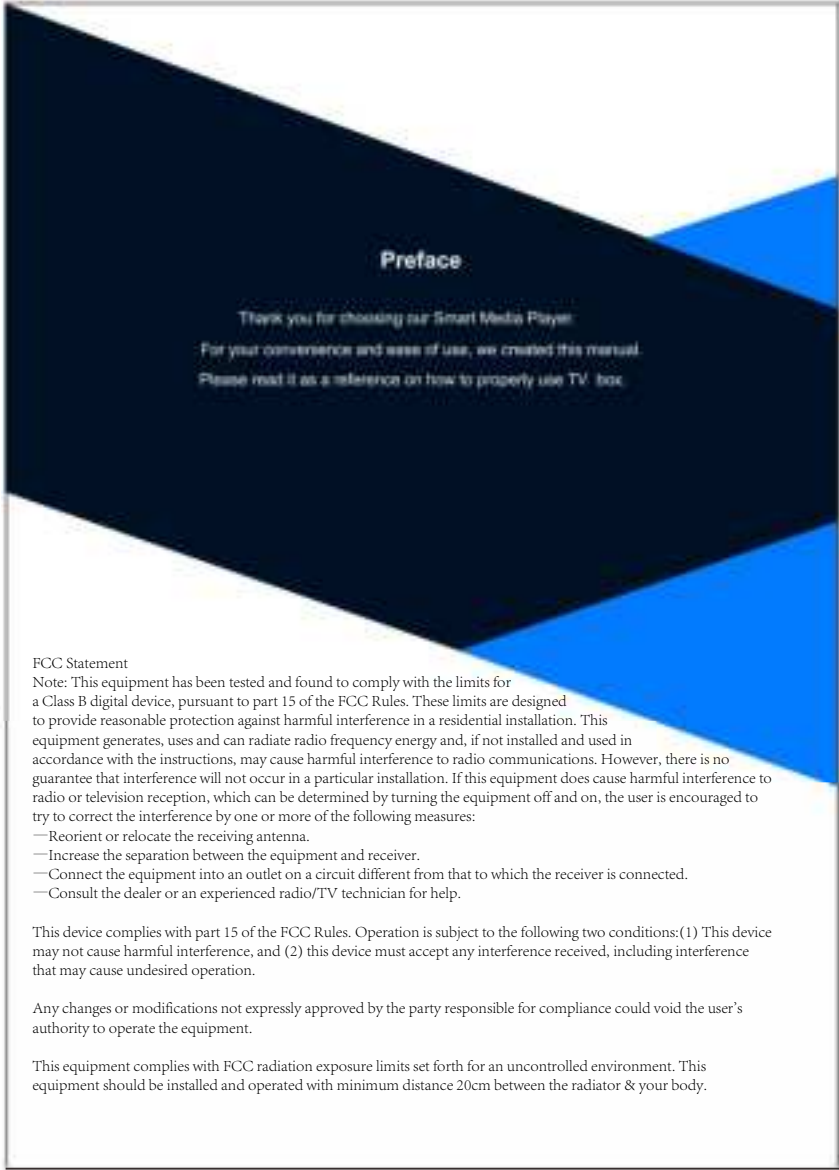 Preface
Thank you for choosing our Smart Media Player.
For your convenience and ease of use, we created this manual.
Please read it as a reference on how to properly use TV box.
FCC Statement
Note: This equipment has been tested and found to comply with the limits for
a Class B digital device, pursuant to part 15 of the FCC Rules. These limits are designed
to provide reasonable protection against harmful interference in a residential installation. This
equipment generates, uses and can radiate radio frequency energy and, if not installed and used in
accordance with the instructions, may cause harmful interference to radio communications. However, there is no
guarantee that interference will not occur in a particular installation. If this equipment does cause harmful interference to
radio or television reception, which can be determined by turning the equipment off and on, the user is encouraged to
try to correct the interference by one or more of the following measures:
—Reorient or relocate the receiving antenna.
—Increase the separation between the equipment and receiver.
—Connect the equipment into an outlet on a circuit different from that to which the receiver is connected.
—Consult the dealer or an experienced radio/TV technician for help.
This device complies with part 15 of the FCC Rules. Operation is subject to the following two conditions:(1) This device
may not cause harmful interference, and (2) this device must accept any interference received, including interference
that may cause undesired operation.
Any changes or modifications not expressly approved by the party responsible for compliance could void the user's
authority to operate the equipment.
This equipment complies with FCC radiation exposure limits set forth for an uncontrolled environment. This
equipment should be installed and operated with minimum distance 20cm between the radiator & your body.